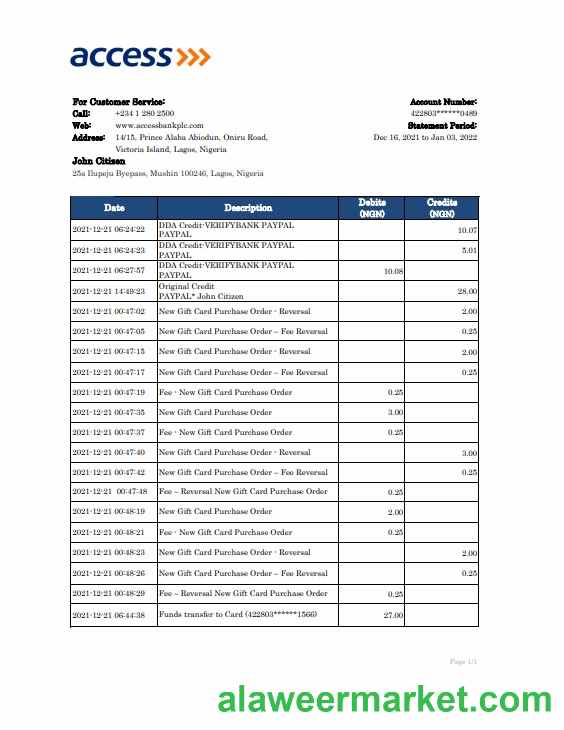 access
For Customer Service:
Call: +234 1 280 2500
Web: www.accessbankplc.com
Address: 14/15, Prince Alaba Abiodun, Oniru Road,
Victoria Island, Lagos, Nigeria
Account Number:
422803******0489
Statement Period:
Dec 16, 2021 to Jan 03, 2022
John Citizen
25a Ilupeju Byepass, Mushin 100246, Lagos, Nigeria
Date Description Debits (NGN) Credits (NGN)
2021-12-21 06:24:22 DDA Credit-VERIFYBANK PAYPAL PAYPAL 10.07
2021-12-21 06:24:23 DDA Credit-VERIFYBANK PAYPAL PAYPAL 5.01
2021-12-21 06:27:57 DDA Credit-VERIFYBANK PAYPAL PAYPAL 10.08
2021-12-21 14:49:23 Original Credit PAYPAL* John Citizen 28.00
2021-12-21 00:47:02 New Gift Card Purchase Order - Reversal 2.00
2021-12-21 00:47:05 New Gift Card Purchase Order – Fee Reversal 0.25
2021-12-21 00:47:15 New Gift Card Purchase Order - Reversal 2.00
2021-12-21 00:47:17 New Gift Card Purchase Order – Fee Reversal 0.25
2021-12-21 00:47:19 Fee - New Gift Card Purchase Order 0.25
2021-12-21 00:47:35 New Gift Card Purchase Order 3.00
2021-12-21 00:47:37 Fee - New Gift Card Purchase Order 0.25
2021-12-21 00:47:40 New Gift Card Purchase Order - Reversal 3.00
2021-12-21 00:47:42 New Gift Card Purchase Order – Fee Reversal 0.25
2021-12-21 00:47:48 Fee – Reversal New Gift Card Purchase Order 0.25
2021-12-21 00:48:19 New Gift Card Purchase Order 2.00
2021-12-21 00:48:21 Fee - New Gift Card Purchase Order 0.25
2021-12-21 00:48:23 New Gift Card Purchase Order - Reversal 2.00
2021-12-21 00:48:26 New Gift Card Purchase Order – Fee Reversal 0.25
2021-12-21 00:48:29 Fee – Reversal New Gift Card Purchase Order 0.25
2021-12-21 06:44:38 Funds transfer to Card (422803******1566) 27.00
Page 1/1
alaweermarket.com